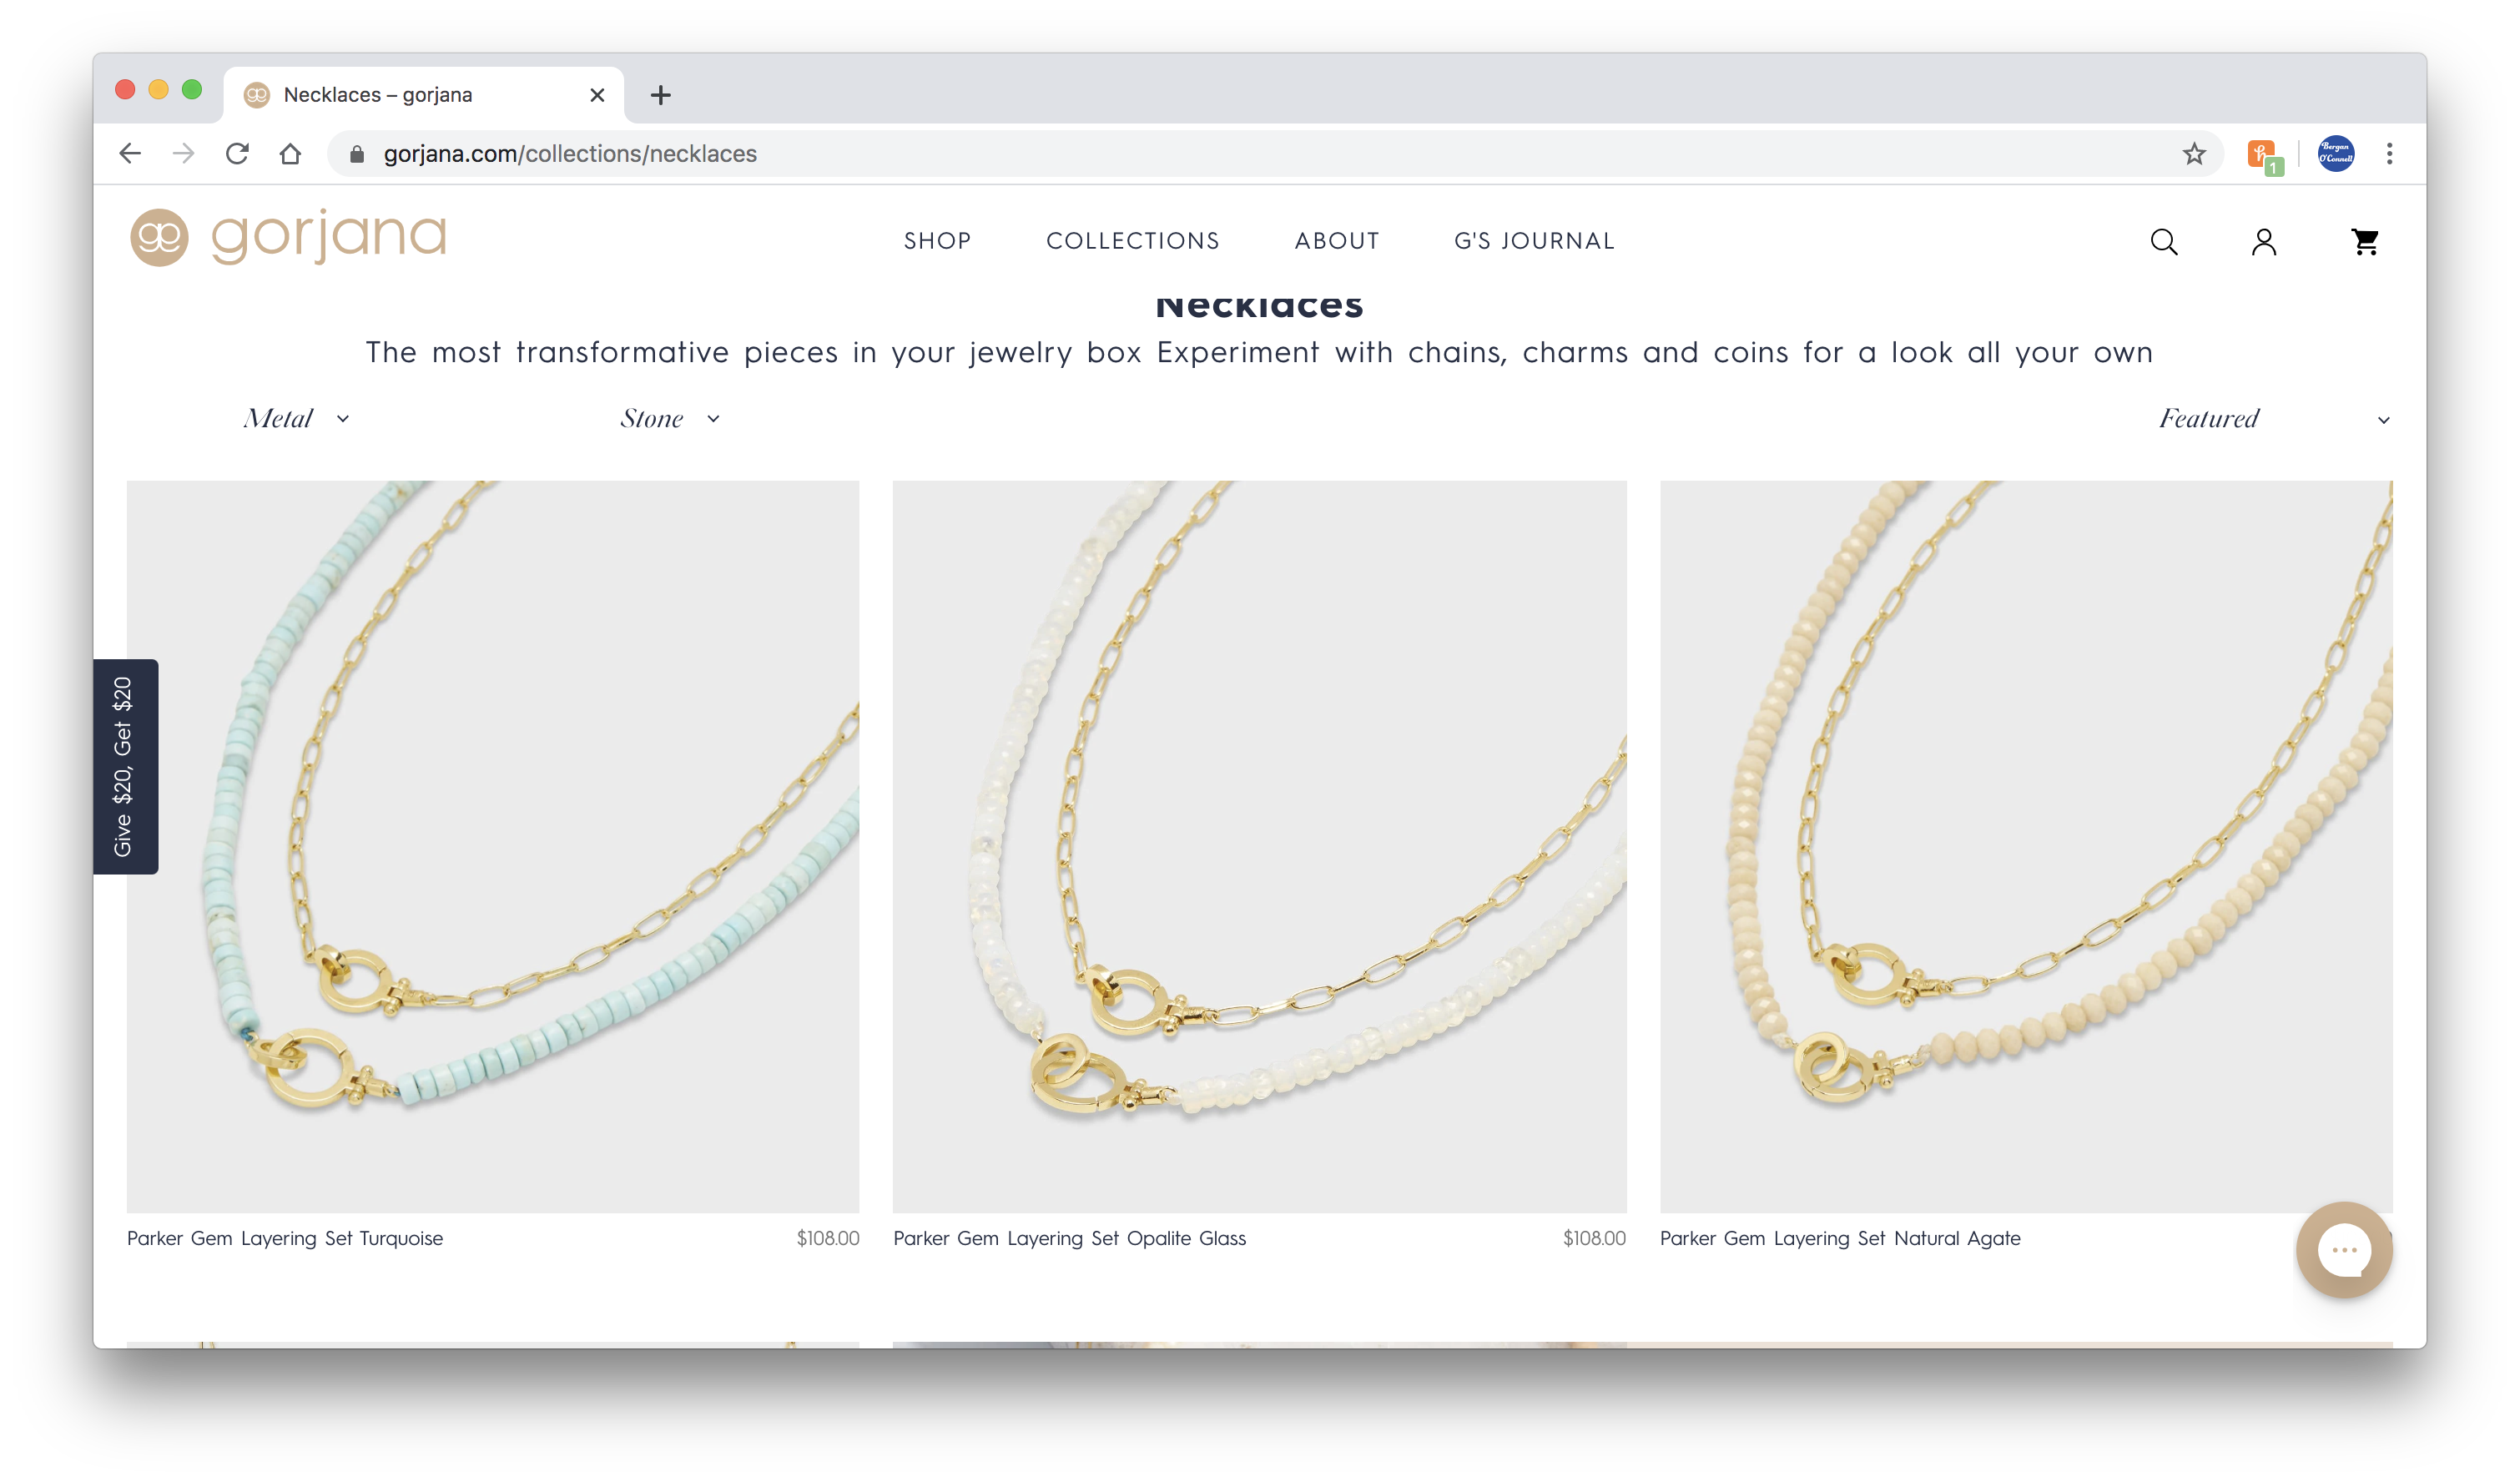 Necklaces – gorjana
gorjana.com/collections/necklaces
1
Bergan
O'Connell
gorjana
SHOP
COLLECTIONS
ABOUT
G'S JOURNAL
Necklaces
The most transformative pieces in your jewelry box Experiment with chains, charms and coins for a look all your own
Metal
Stone
Featured
Give $20, Get $20
Parker Gem Layering Set Turquoise
$108.00
Parker Gem Layering Set Opalite Glass
$108.00
Parker Gem Layering Set Natural Agate